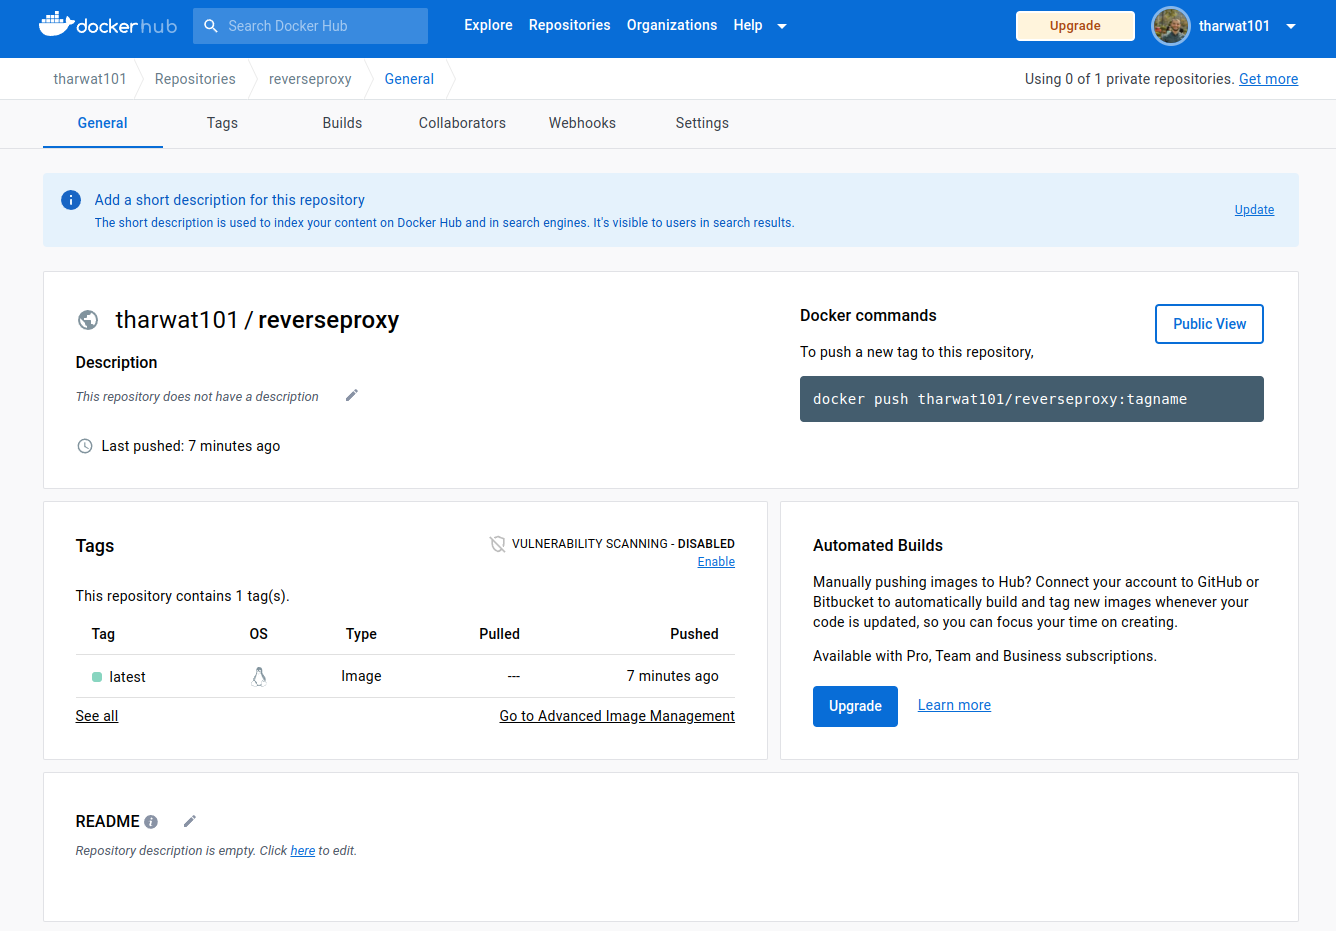 docker hub
Search Docker Hub
Explore Repositories Organizations Help
Upgrade
tharwat101
tharwat101 Repositories reverseproxy General
Using 0 of 1 private repositories. Get more
General Tags Builds Collaborators Webhooks Settings
Add a short description for this repository
The short description is used to index your content on Docker Hub and in search engines. It's visible to users in search results.
Update
tharwat101 / reverseproxy
Description
This repository does not have a description
Last pushed: 7 minutes ago
Docker commands
Public View
To push a new tag to this repository,
docker push tharwat101/reverseproxy:tagname
Tags
VULNERABILITY SCANNING - DISABLED
Enable
This repository contains 1 tag(s).
Tag OS Type Pulled Pushed
latest Image --- 7 minutes ago
See all
Go to Advanced Image Management
Automated Builds
Manually pushing images to Hub? Connect your account to GitHub or
Bitbucket to automatically build and tag new images whenever your
code is updated, so you can focus your time on creating.
Available with Pro, Team and Business subscriptions.
Upgrade
Learn more
README
Repository description is empty. Click here to edit.